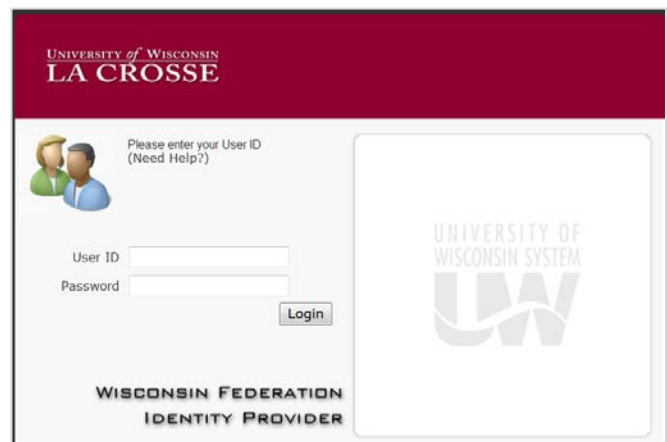 UNIVERSITY of WISCONSIN
LA CROSSE
Please enter your User ID
(Need Help?)
User ID
Password
Login
WISCONSIN FEDERATION
IDENTITY PROVIDER
UNIVERSITY OF
WISCONSIN SYSTEM
UW